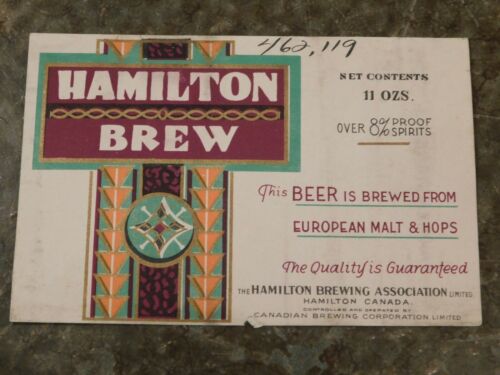 462,119
HAMILTON
BREW
NET CONTENTS
11 OZS.
OVER 8% PROOF SPIRITS
This BEER IS BREWED FROM
EUROPEAN MALT & HOPS
The Quality is Guaranteed
THE HAMILTON BREWING ASSOCIATION LIMITED
HAMILTON CANADA.
CONTROLLED AND OPERATED BY
CANADIAN BREWING CORPORATION LIMITED